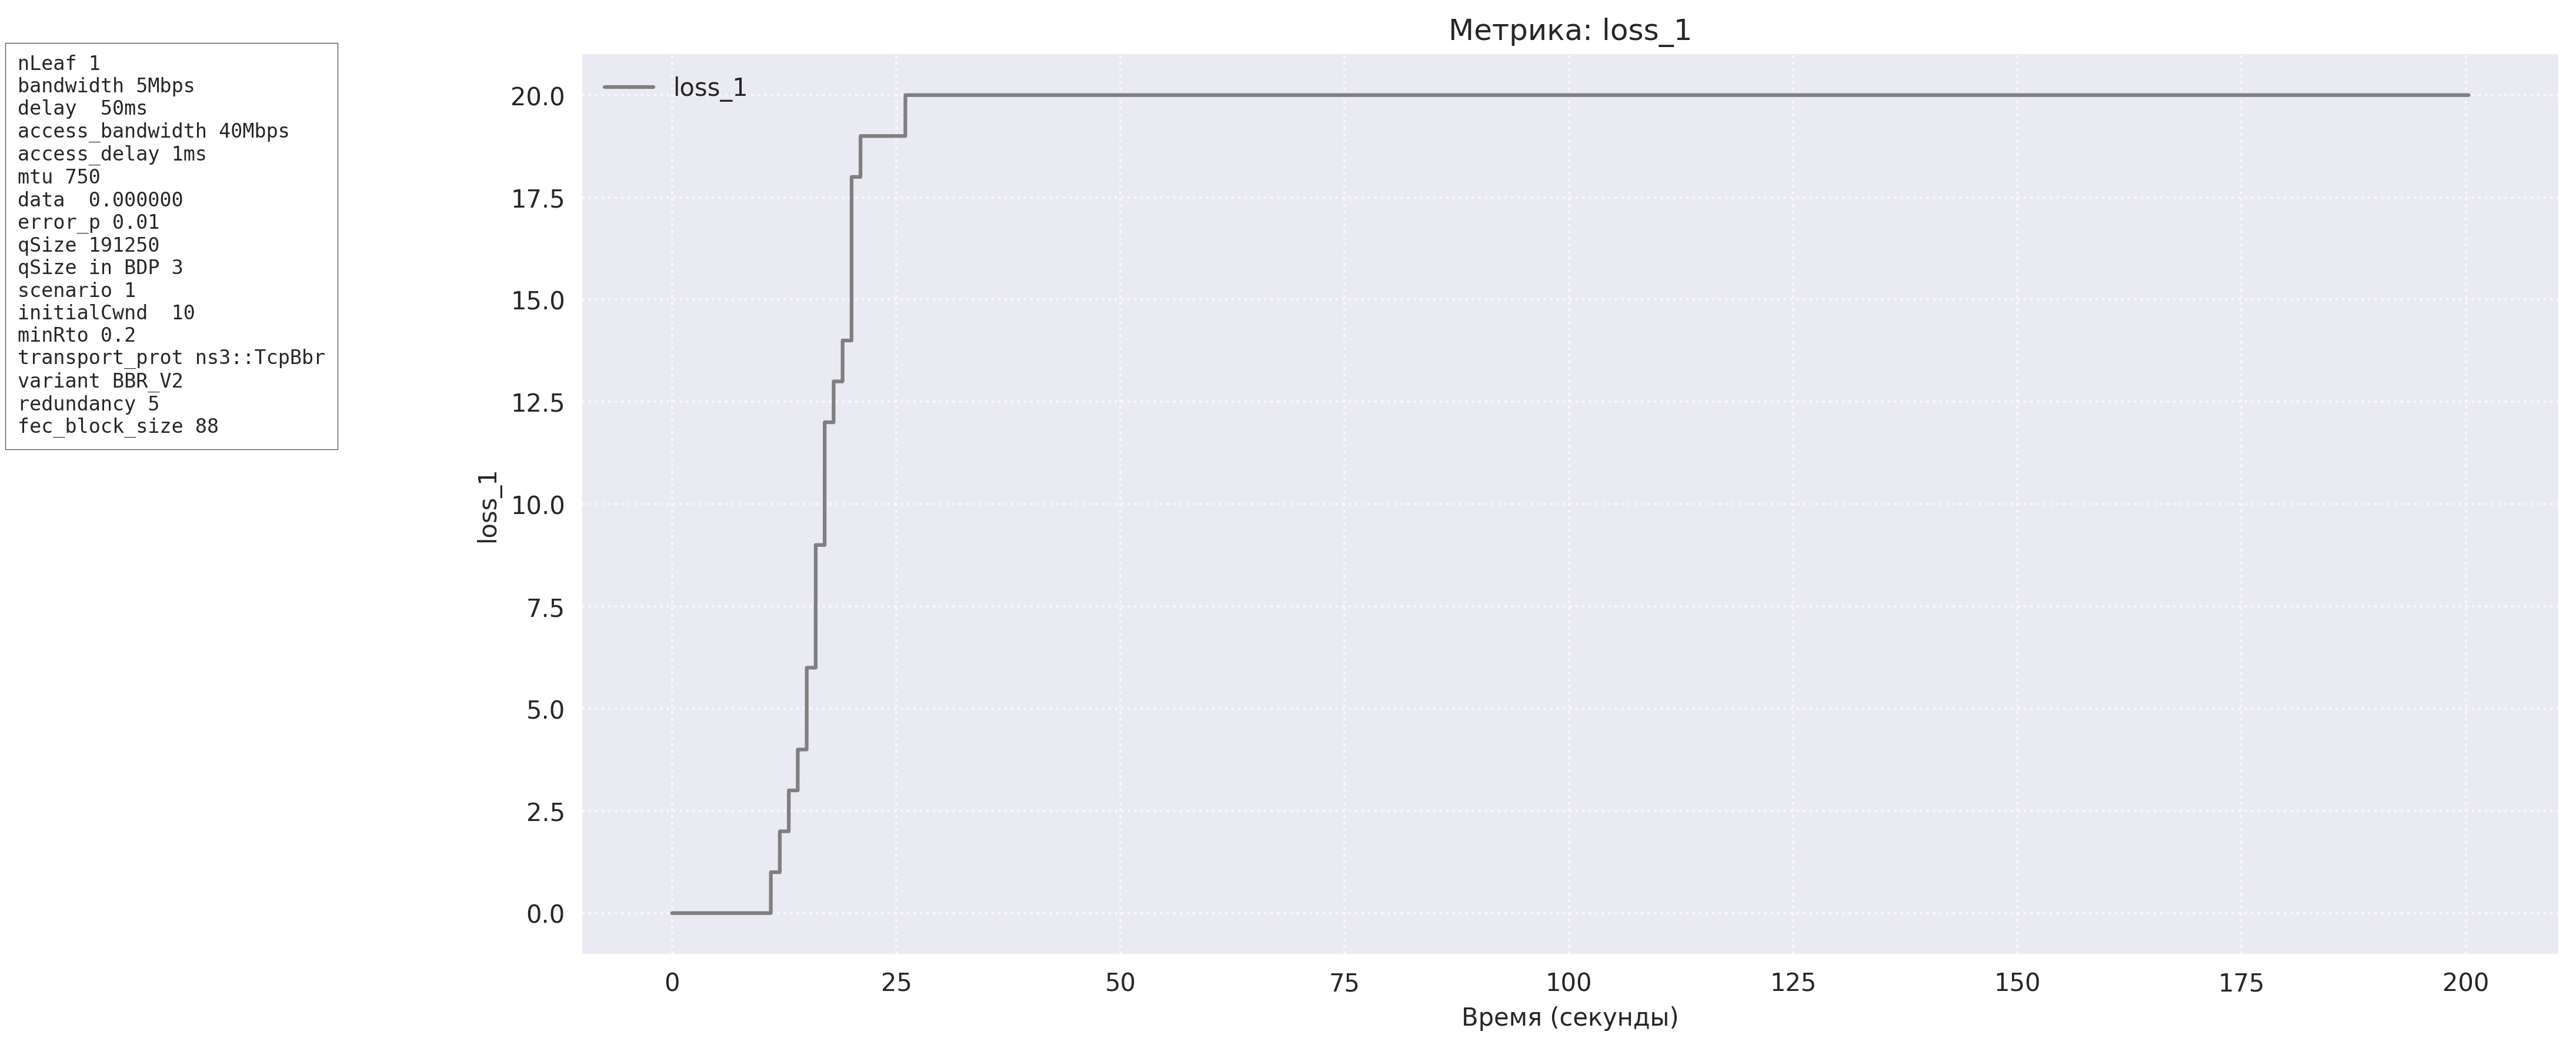 nLeaf 1
bandwidth 5Mbps
delay  50ms
access_bandwidth 40Mbps
access_delay 1ms
mtu 750
data  0.000000
error_p 0.01
qSize 191250
qSize in BDP 3
scenario 1
initialCwnd  10
minRto 0.2
transport_prot ns3::TcpBbr
variant BBR_V2
redundancy 5
fec_block_size 88
Метрика: loss_1
loss_1
loss_1
20.0
17.5
15.0
12.5
10.0
7.5
5.0
2.5
0.0
0 25 50 75 100 125 150 175 200
Время (секунды)